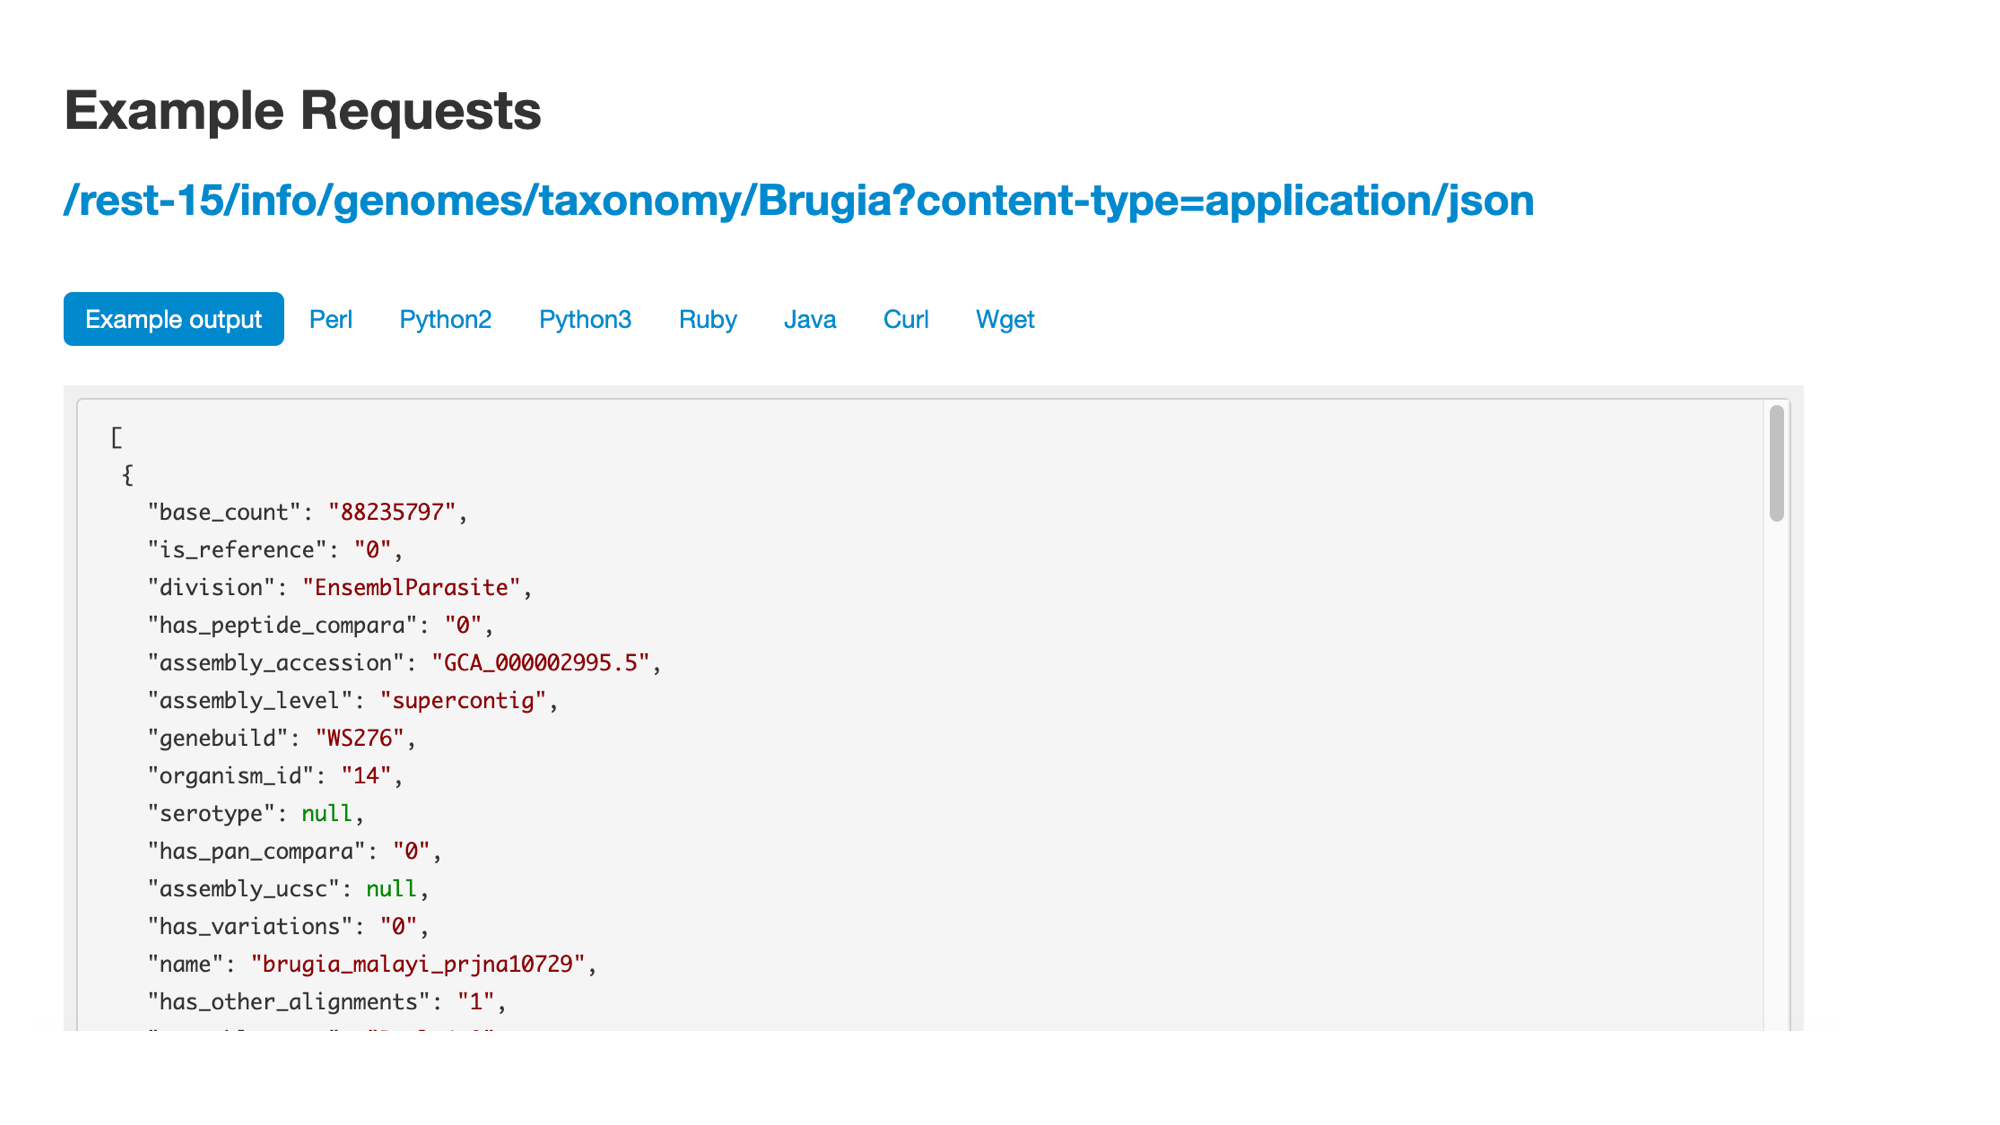 Example Requests
/rest-15/info/genomes/taxonomy/Brugia?content-type=application/json
Example output Perl Python2 Python3 Ruby Java Curl Wget
[
{
"base_count": "88235797",
"is_reference": "0",
"division": "EnsemblParasite",
"has_peptide_compara": "0",
"assembly_accession": "GCA_000002995.5",
"assembly_level": "supercontig",
"genebuild": "WS276",
"organism_id": "14",
"serotype": null,
"has_pan_compara": "0",
"assembly_ucsc": null,
"has_variations": "0",
"name": "brugia_malayi_prjna10729",
"has_other_alignments": "1",